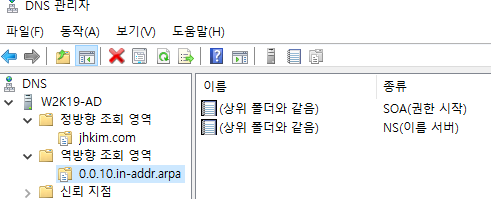 DNS 관리자
파일(F) 동작(A) 보기(V) 도움말(H)
DNS
W2K19-AD
정방향 조회 영역
jhkim.com
역방향 조회 영역
0.0.10.in-addr.arpa
신뢰 지점
이름 종류
(상위 폴더와 같음) SOA(권한 시작)
(상위 폴더와 같음) NS(이름 서버)